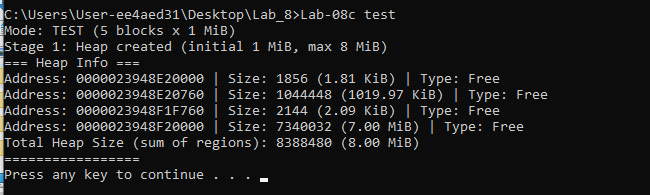 C:\Users\User-ee4aed31\Desktop\Lab_8>Lab-08c test
Mode: TEST (5 blocks x 1 MiB)
Stage 1: Heap created (initial 1 MiB, max 8 MiB)
=== Heap Info ===
Address: 0000023948E20000 | Size: 1856 (1.81 KiB) | Type: Free
Address: 0000023948E20760 | Size: 1044448 (1019.97 KiB) | Type: Free
Address: 0000023948F1F760 | Size: 2144 (2.09 KiB) | Type: Free
Address: 0000023948F20000 | Size: 7340032 (7.00 MiB) | Type: Free
Total Heap Size (sum of regions): 8388480 (8.00 MiB)
=================
Press any key to continue . . .